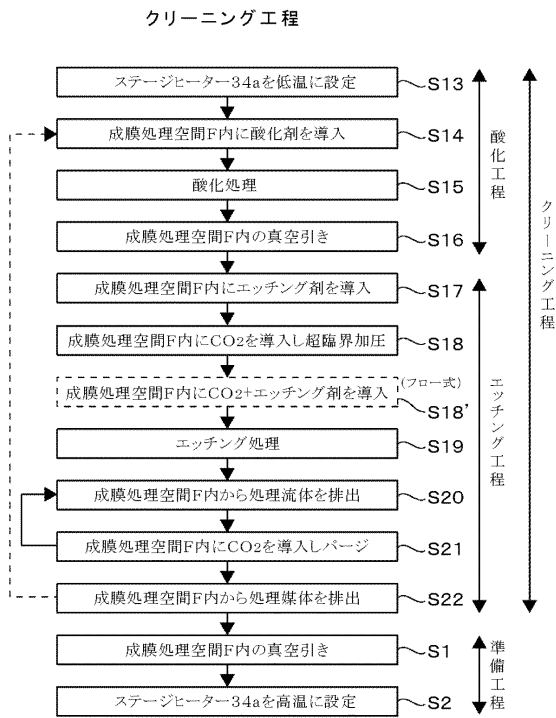 クリーニング工程
ステージヒーター34aを低温に設定 S13
成膜処理空間F内に酸化剤を導入 S14
酸化処理 S15
成膜処理空間F内の真空引き S16
酸化工程
成膜処理空間F内にエッチング剤を導入 S17
成膜処理空間F内にCO2を導入し超臨界加圧 S18
成膜処理空間F内にCO2+エッチング剤を導入 (フロー式) S18'
エッチング処理 S19
成膜処理空間F内から処理流体を排出 S20
成膜処理空間F内にCO2を導入しパージ S21
成膜処理空間F内から処理媒体を排出 S22
エッチング工程
クリーニング工程
成膜処理空間F内の真空引き S1
ステージヒーター34aを高温に設定 S2
準備工程